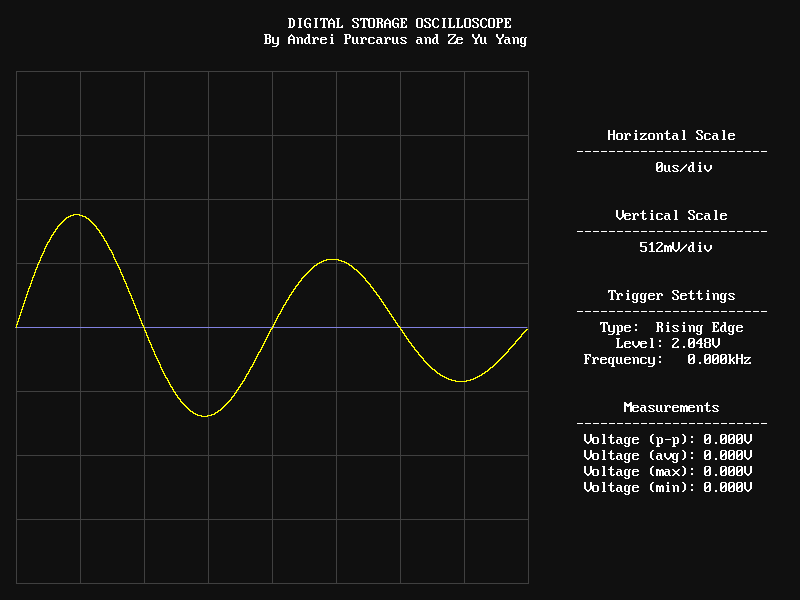 DIGITAL STORAGE OSCILLOSCOPE
By Andrei Purcarus and Ze Yu Yang
Horizontal Scale
------------------------
0us/div
Vertical Scale
------------------------
512mV/div
Trigger Settings
------------------------
Type:  Rising Edge
Level: 2.048V
Frequency:   0.000kHz
Measurements
------------------------
Voltage (p-p): 0.000V
Voltage (avg): 0.000V
Voltage (max): 0.000V
Voltage (min): 0.000V